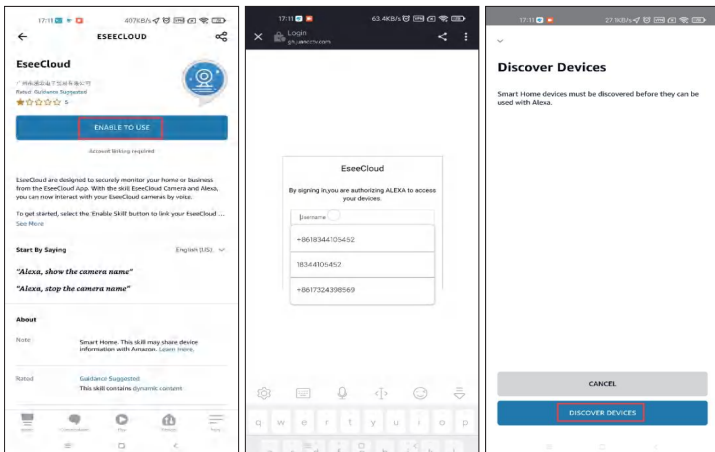 17:11
407KB/s
ESEECLOUD
EseeCloud
Rated: Guidance Suggested
5
ENABLE TO USE
Account linking required
EseeCloud are designed to securely monitor your home or business
from the EseeCloud App. With the skill EseeCloud Camera and Alexa,
you can now interact with your EseeCloud cameras by voice.
To get started, select the 'Enable Skill' button to link your EseeCloud ...
See More
Start By Saying
English (US)
"Alexa, show the camera name"
"Alexa, stop the camera name"
About
Note
Smart Home. This skill may share device
information with Amazon. Learn more.
Rated
Guidance Suggested
This skill contains dynamic content
17:11
63.4KB/s
Login
EseeCloud
By signing in,you are authorizing ALEXA to access
your devices.
username
+8618344105452
18344105452
+8617324398569
q w e r t y u i o p
17:11
27.1KB/s
Discover Devices
Smart Home devices must be discovered before they can be
used with Alexa.
CANCEL
DISCOVER DEVICES